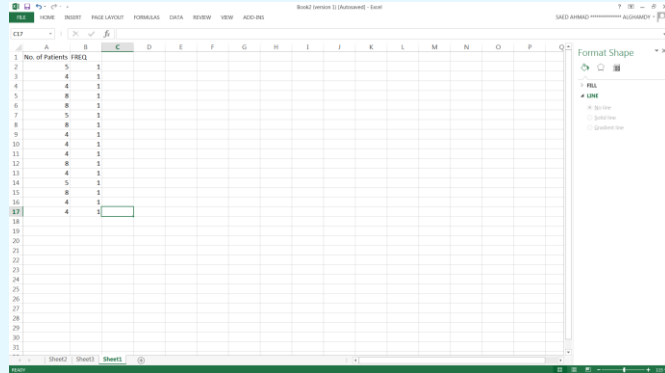 Book2 (version 1) [Autosaved] - Excel
FILE HOME INSERT PAGE LAYOUT FORMULAS DATA REVIEW VIEW ADD-INS
SAED AHMAD ************ ALGHAMDY
C17
fx
A B C D E F G H I J K L M N O P Q
1 No. of Patients FREQ
2 5 1
3 4 1
4 4 1
5 8 1
6 8 1
7 5 1
8 8 1
9 4 1
10 4 1
11 4 1
12 8 1
13 4 1
14 5 1
15 8 1
16 4 1
17 4 1
18
19
20
21
22
23
24
25
26
27
28
29
30
31
Format Shape
FILL
LINE
No line
Solid line
Gradient line
Sheet2 Sheet3 Sheet1
READY